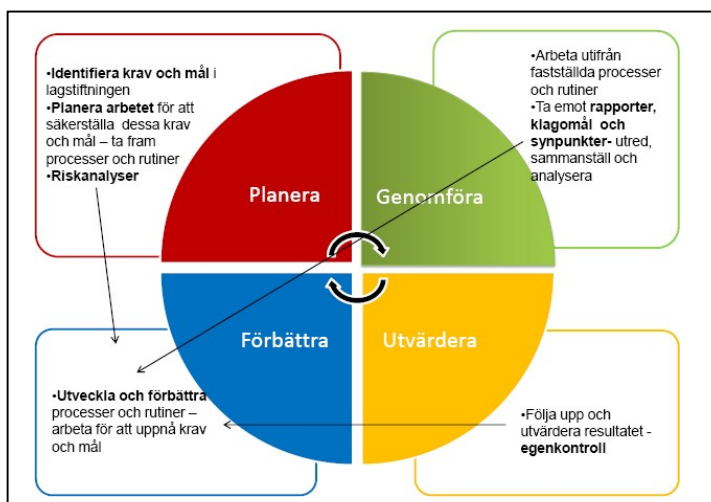 •Identifiera krav och mål i
lagstiftningen
•Planera arbetet för att
säkerställa dessa krav
och mål – ta fram
processer och rutiner
•Riskanalyser
•Arbeta utifrån
fastställda processer
och rutiner
•Ta emot rapporter,
klagomål och
synpunkter- utred,
sammanställ och
analysera
Planera
Genomföra
Förbättra
Utvärdera
•Utveckla och förbättra
processer och rutiner –
arbeta för att uppnå krav
och mål
•Följa upp och
utvärdera resultatet -
egenkontroll